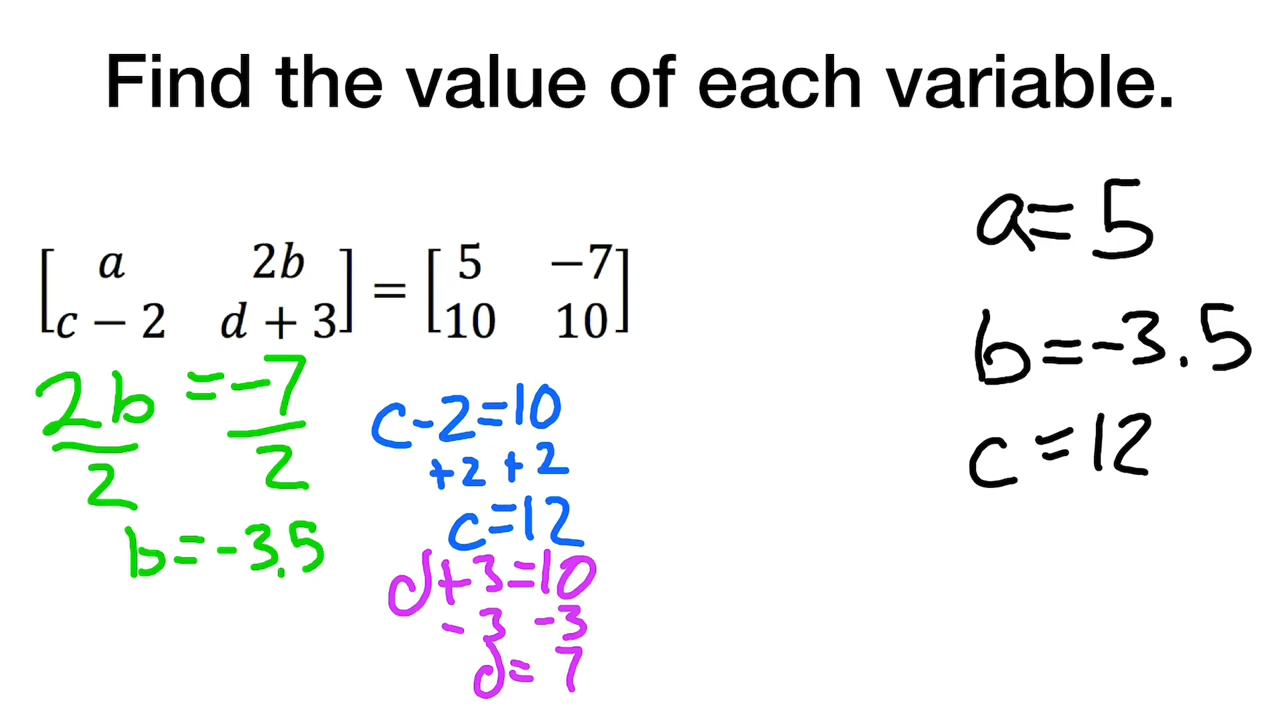 Find the value of each variable.
[a 2b
c − 2 d + 3] = [5 −7
10 10]
2b = -7
2 2
b = -3.5
c-2=10
+2 +2
c=12
d+3=10
-3 -3
d=7
a=5
b=-3.5
c=12